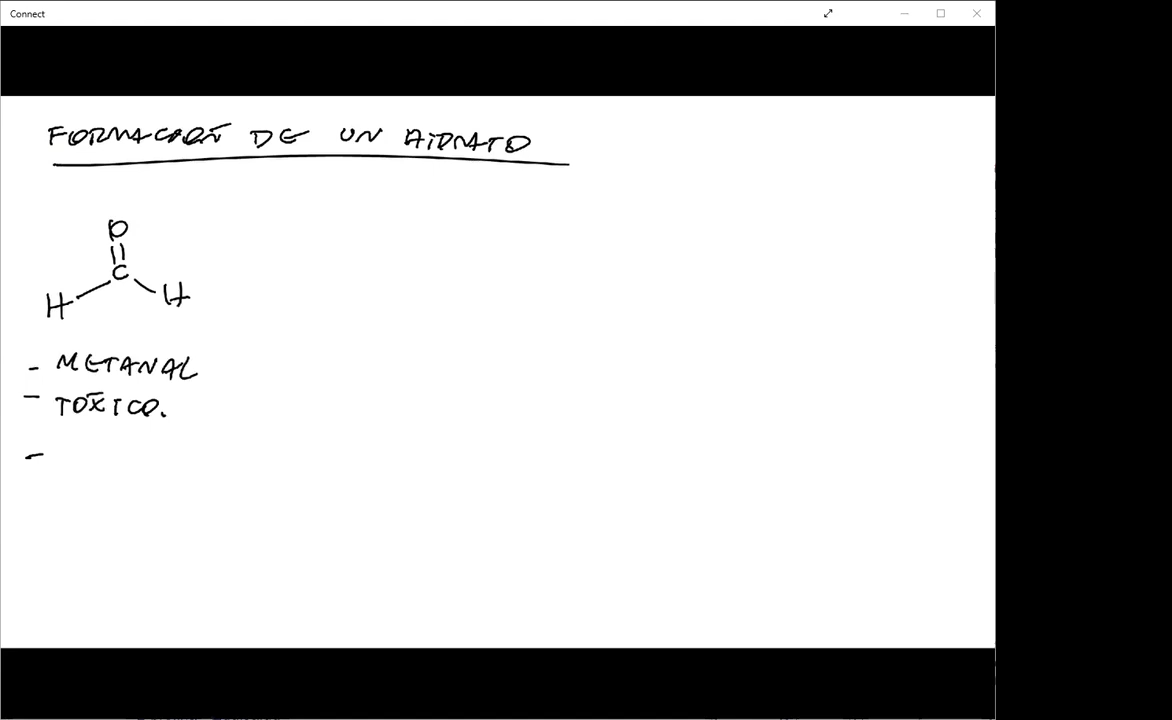 Connect
FORMACIÓN DE UN HIDRATO
O
C
H H
- METANAL
- TÓXICO.
-